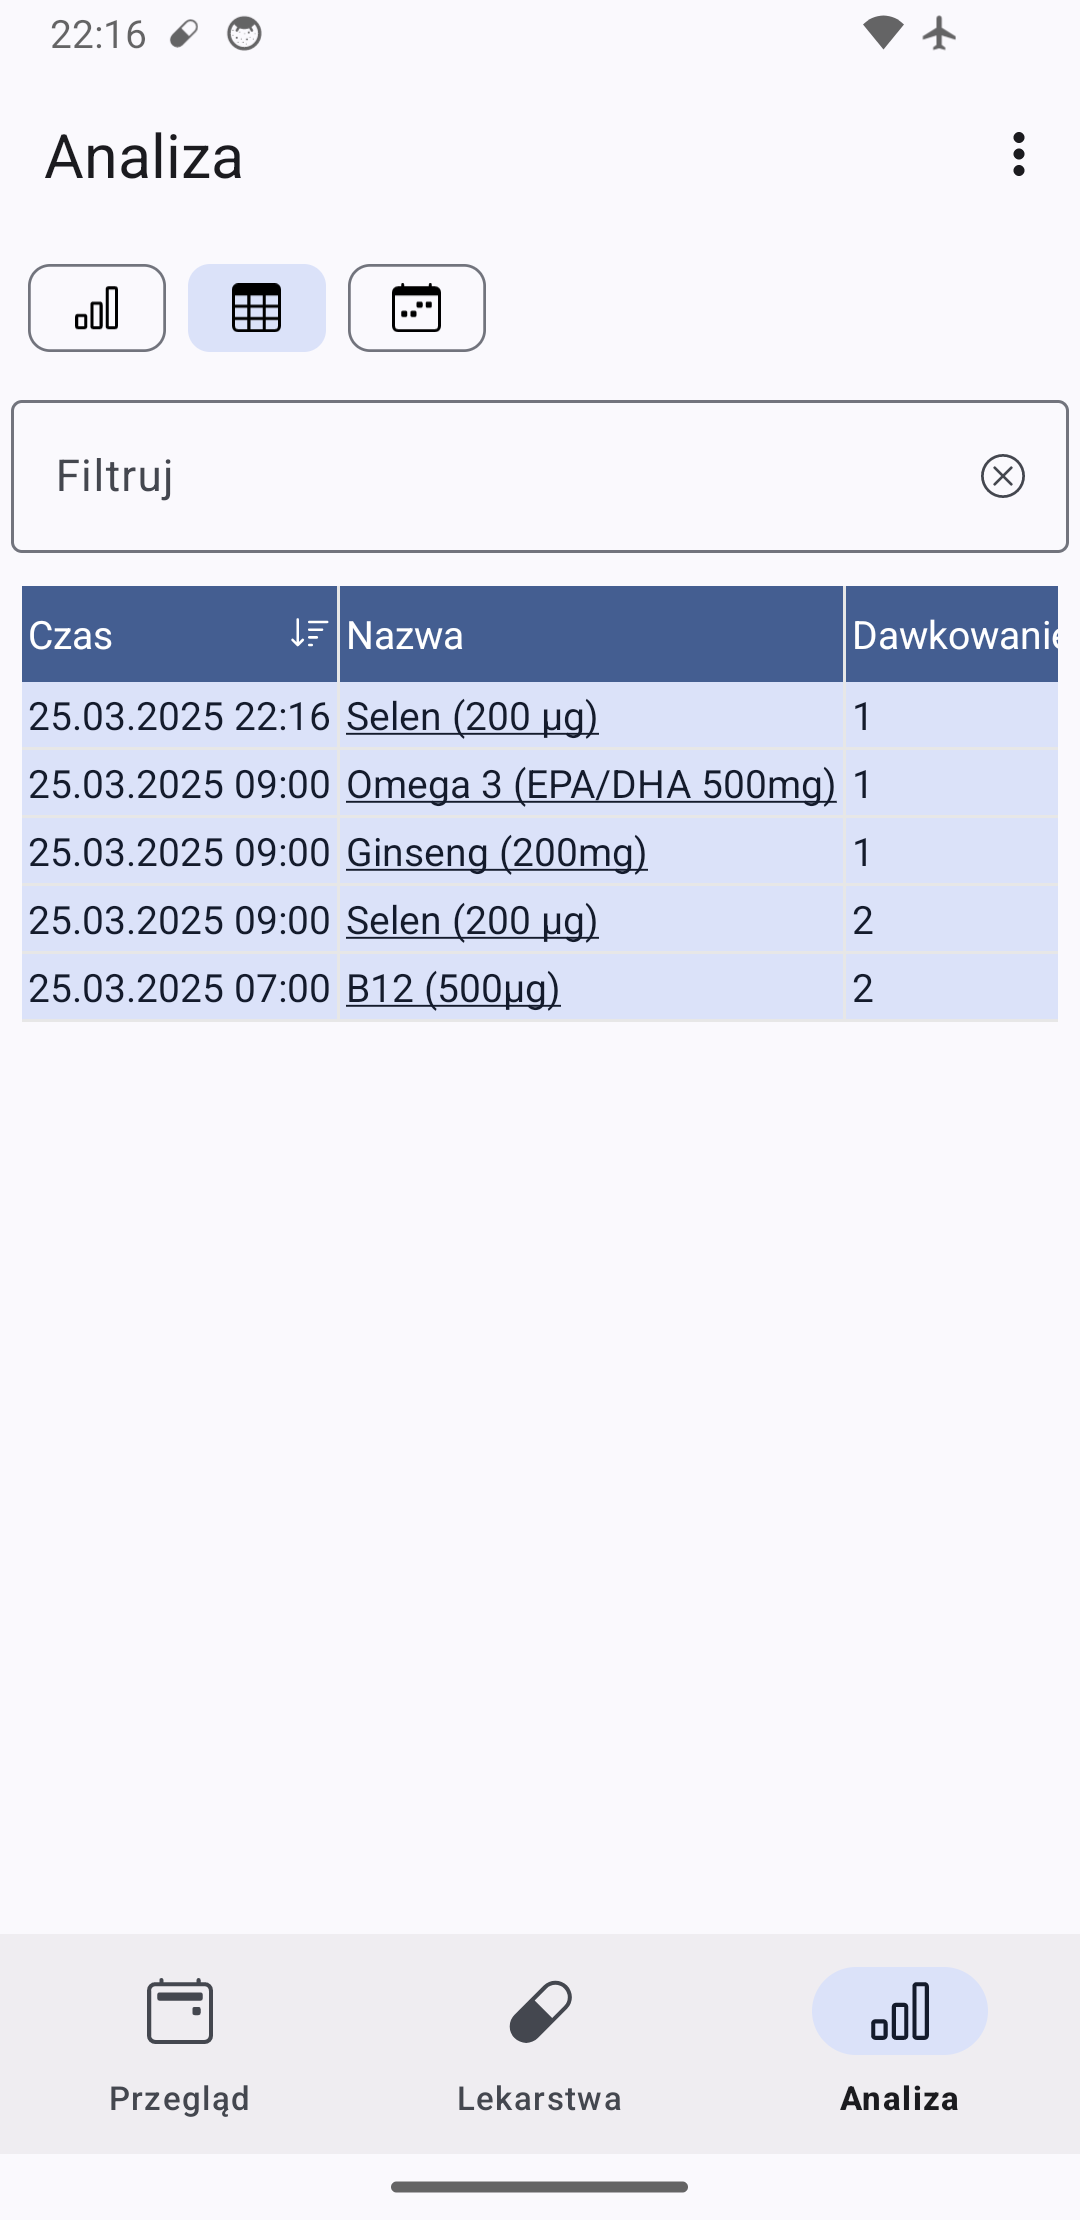 22:16
Analiza
Filtruj
Czas Nazwa Dawkowanie
25.03.2025 22:16 Selen (200 µg) 1
25.03.2025 09:00 Omega 3 (EPA/DHA 500mg) 1
25.03.2025 09:00 Ginseng (200mg) 1
25.03.2025 09:00 Selen (200 µg) 2
25.03.2025 07:00 B12 (500µg) 2
Przegląd Lekarstwa Analiza